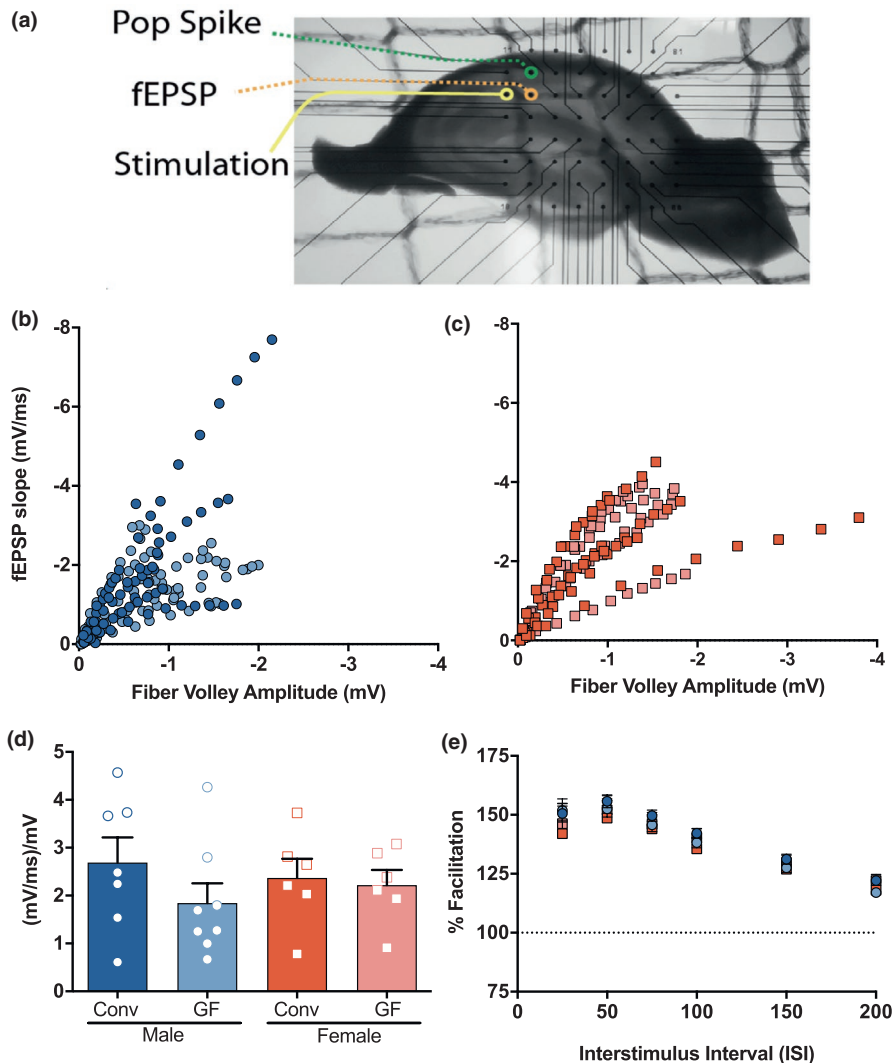 (a)
Pop Spike
fEPSP
Stimulation
(b)
-8
-6
-4
-2
0
fEPSP slope (mV/ms)
0 -1 -2 -3 -4
Fiber Volley Amplitude (mV)
(c)
-8
-6
-4
-2
0
0 -1 -2 -3 -4
Fiber Volley Amplitude (mV)
(d)
5
4
3
2
1
0
(mV/ms)/mV
Conv GF Conv GF
Male Female
(e)
175
150
125
100
75
% Facilitation
0 50 100 150 200
Interstimulus Interval (ISI)